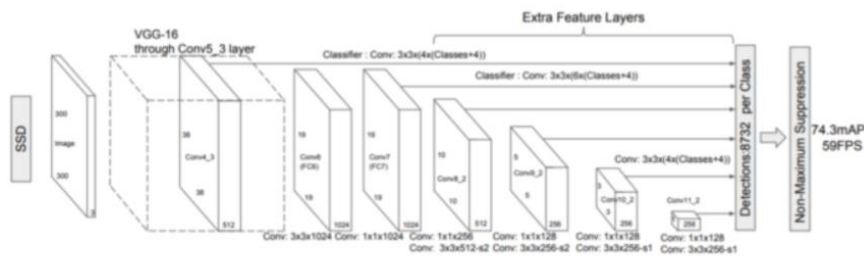 Extra Feature Layers
VGG-16
through Conv5_3 layer
Classifier : Conv: 3x3x(4x(Classes+4))
Classifier : Conv: 3x3x(6x(Classes+4))
SSD
300
Image
300
3
38
Conv4_3
38
512
19
Conv6
(FC6)
19
1024
19
Conv7
(FC7)
19
1024
10
Conv8_2
10
512
5
Conv9_2
5
256
Conv: 3x3x(4x(Classes+4))
3
Conv10_2
3
256
Conv11_2
256
Detections:8732 per Class
Non-Maximum Suppression
74.3mAP
59FPS
Conv: 3x3x1024
Conv: 1x1x1024
Conv: 1x1x256
Conv: 3x3x512-s2
Conv: 1x1x128
Conv: 3x3x256-s2
Conv: 1x1x128
Conv: 3x3x256-s1
Conv: 1x1x128
Conv: 3x3x256-s1